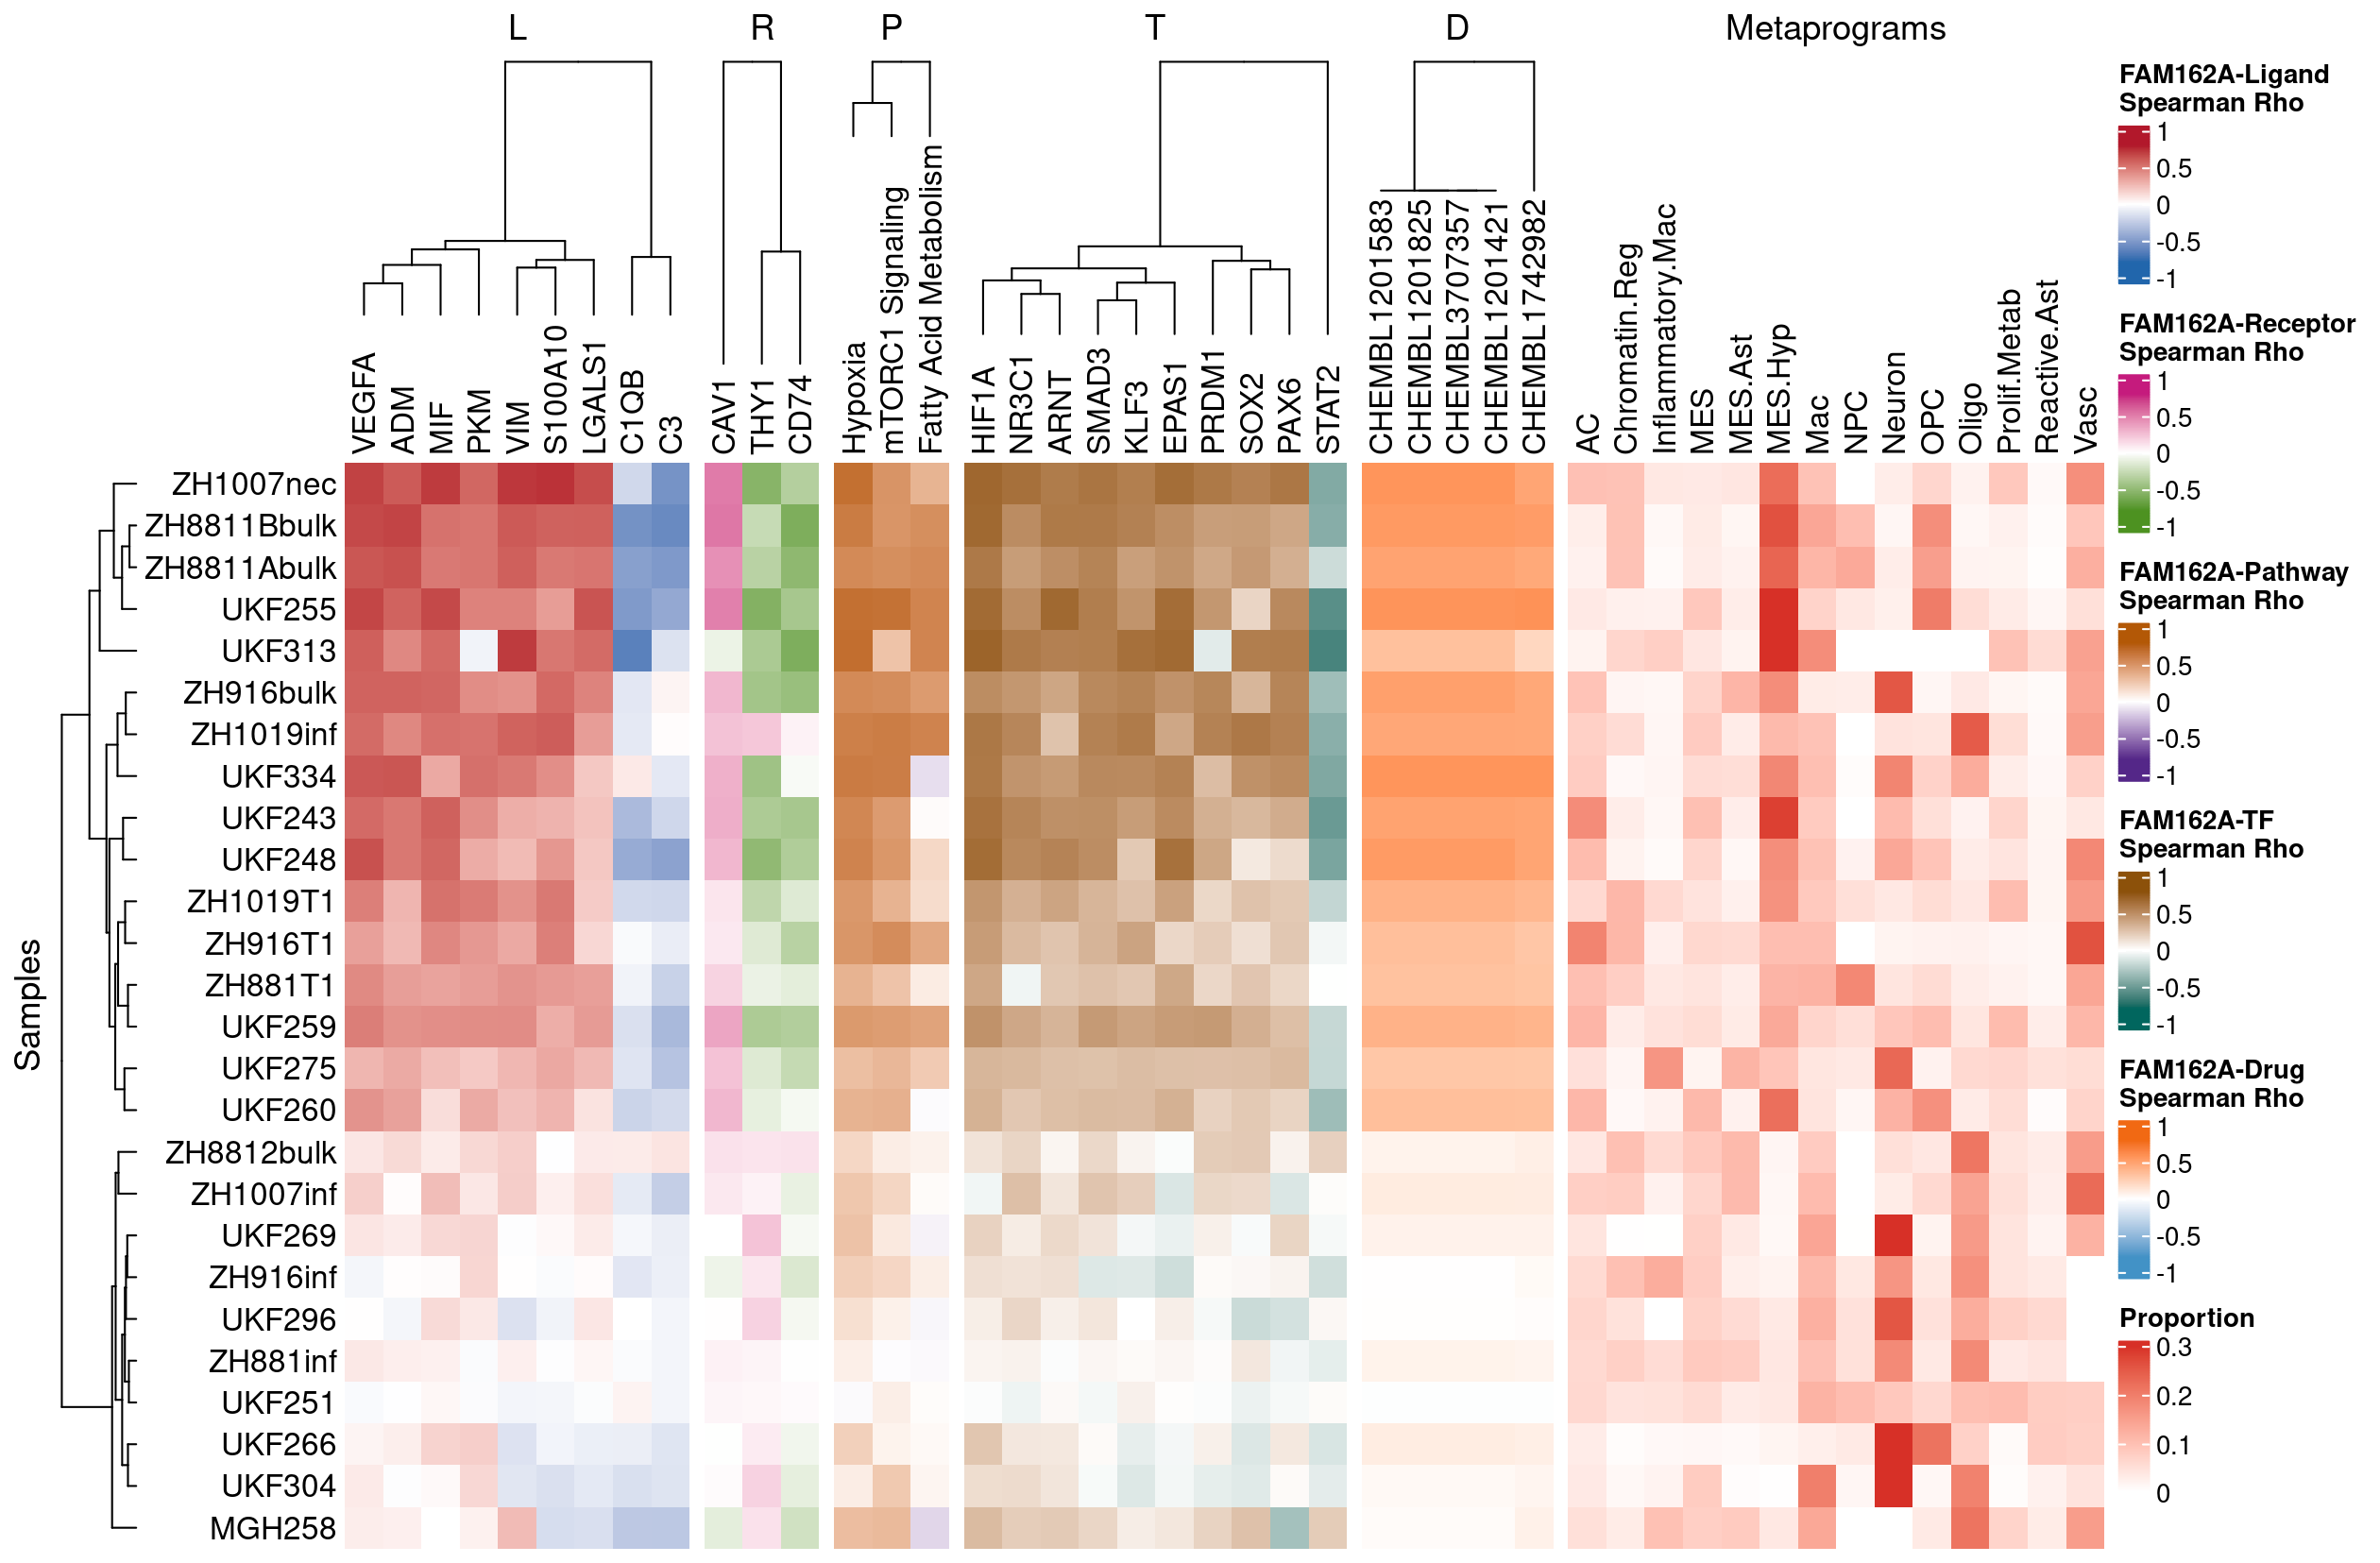 L R P T D Metaprograms
VEGFA
ADM
MIF
PKM
VIM
S100A10
LGALS1
C1QB
C3
CAV1
THY1
CD74
Hypoxia
mTORC1 Signaling
Fatty Acid Metabolism
HIF1A
NR3C1
ARNT
SMAD3
KLF3
EPAS1
PRDM1
SOX2
PAX6
STAT2
CHEMBL1201583
CHEMBL1201825
CHEMBL3707357
CHEMBL1201421
CHEMBL1742982
AC
Chromatin.Reg
Inflammatory.Mac
MES
MES.Ast
MES.Hyp
Mac
NPC
Neuron
OPC
Oligo
Prolif.Metab
Reactive.Ast
Vasc
Samples
ZH1007nec
ZH8811Bbulk
ZH8811Abulk
UKF255
UKF313
ZH916bulk
ZH1019inf
UKF334
UKF243
UKF248
ZH1019T1
ZH916T1
ZH881T1
UKF259
UKF275
UKF260
ZH8812bulk
ZH1007inf
UKF269
ZH916inf
UKF296
ZH881inf
UKF251
UKF266
UKF304
MGH258
FAM162A-Ligand
Spearman Rho
1
0.5
0
-0.5
-1
FAM162A-Receptor
Spearman Rho
1
0.5
0
-0.5
-1
FAM162A-Pathway
Spearman Rho
1
0.5
0
-0.5
-1
FAM162A-TF
Spearman Rho
1
0.5
0
-0.5
-1
FAM162A-Drug
Spearman Rho
1
0.5
0
-0.5
-1
Proportion
0.3
0.2
0.1
0